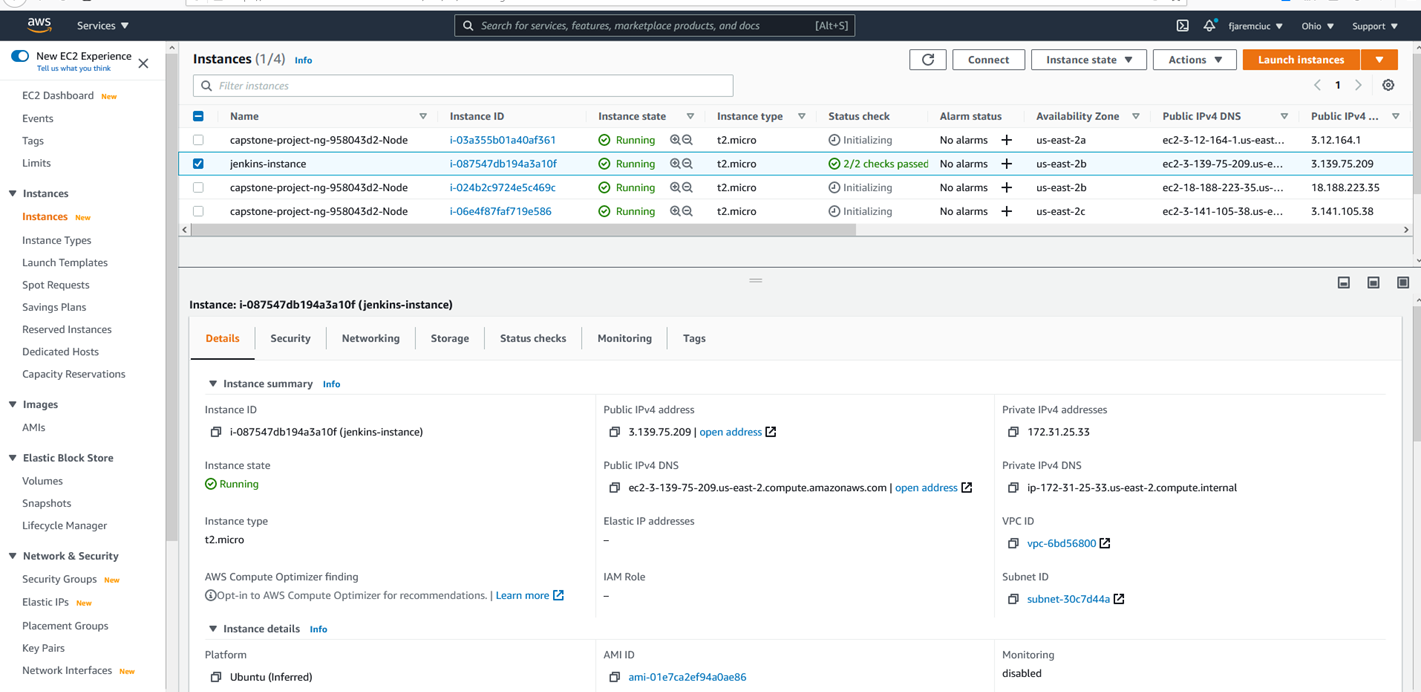 aws Services ▼ Search for services, features, marketplace products, and docs [Alt+S] fjaremciuc ▼ Ohio ▼ Support ▼
New EC2 Experience
Tell us what you think
EC2 Dashboard New
Events
Tags
Limits
Instances
Instances New
Instance Types
Launch Templates
Spot Requests
Savings Plans
Reserved Instances
Dedicated Hosts
Capacity Reservations
Images
AMIs
Elastic Block Store
Volumes
Snapshots
Lifecycle Manager
Network & Security
Security Groups New
Elastic IPs New
Placement Groups
Key Pairs
Network Interfaces New
Instances (1/4) Info Connect Instance state ▼ Actions ▼ Launch instances ▼
Filter instances 1
Name Instance ID Instance state Instance type Status check Alarm status Availability Zone Public IPv4 DNS Public IPv4 ...
capstone-project-ng-958043d2-Node i-03a355b01a40af361 Running t2.micro Initializing No alarms + us-east-2a ec2-3-12-164-1.us-east... 3.12.164.1
jenkins-instance i-087547db194a3a10f Running t2.micro 2/2 checks passed No alarms + us-east-2b ec2-3-139-75-209.us-e... 3.139.75.209
capstone-project-ng-958043d2-Node i-024b2c9724e5c469c Running t2.micro Initializing No alarms + us-east-2b ec2-18-188-223-35.us-... 18.188.223.35
capstone-project-ng-958043d2-Node i-06e4f87faf719e586 Running t2.micro Initializing No alarms + us-east-2c ec2-3-141-105-38.us-e... 3.141.105.38
Instance: i-087547db194a3a10f (jenkins-instance)
Details Security Networking Storage Status checks Monitoring Tags
▼ Instance summary Info
Instance ID Public IPv4 address Private IPv4 addresses
i-087547db194a3a10f (jenkins-instance) 3.139.75.209 | open address 172.31.25.33
Instance state Public IPv4 DNS Private IPv4 DNS
Running ec2-3-139-75-209.us-east-2.compute.amazonaws.com | open address ip-172-31-25-33.us-east-2.compute.internal
Instance type Elastic IP addresses VPC ID
t2.micro – vpc-6bd56800
AWS Compute Optimizer finding IAM Role Subnet ID
Opt-in to AWS Compute Optimizer for recommendations. | Learn more – subnet-30c7d44a
▼ Instance details Info
Platform AMI ID Monitoring
Ubuntu (Inferred) ami-01e7ca2ef94a0ae86 disabled